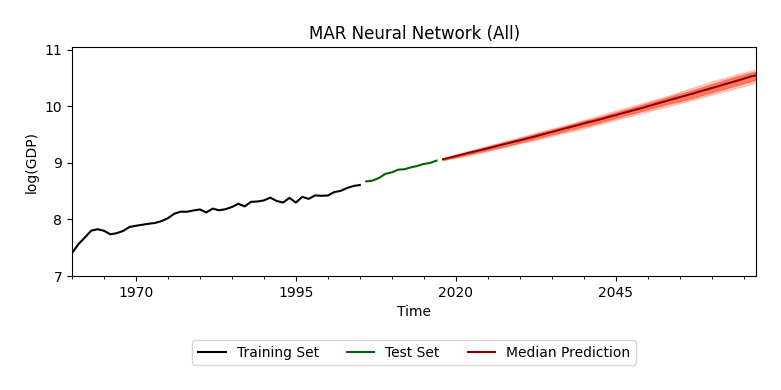 MAR Neural Network (All)
11
10
9
8
7
log(GDP)
1970 1995 2020 2045
Time
Training Set Test Set Median Prediction